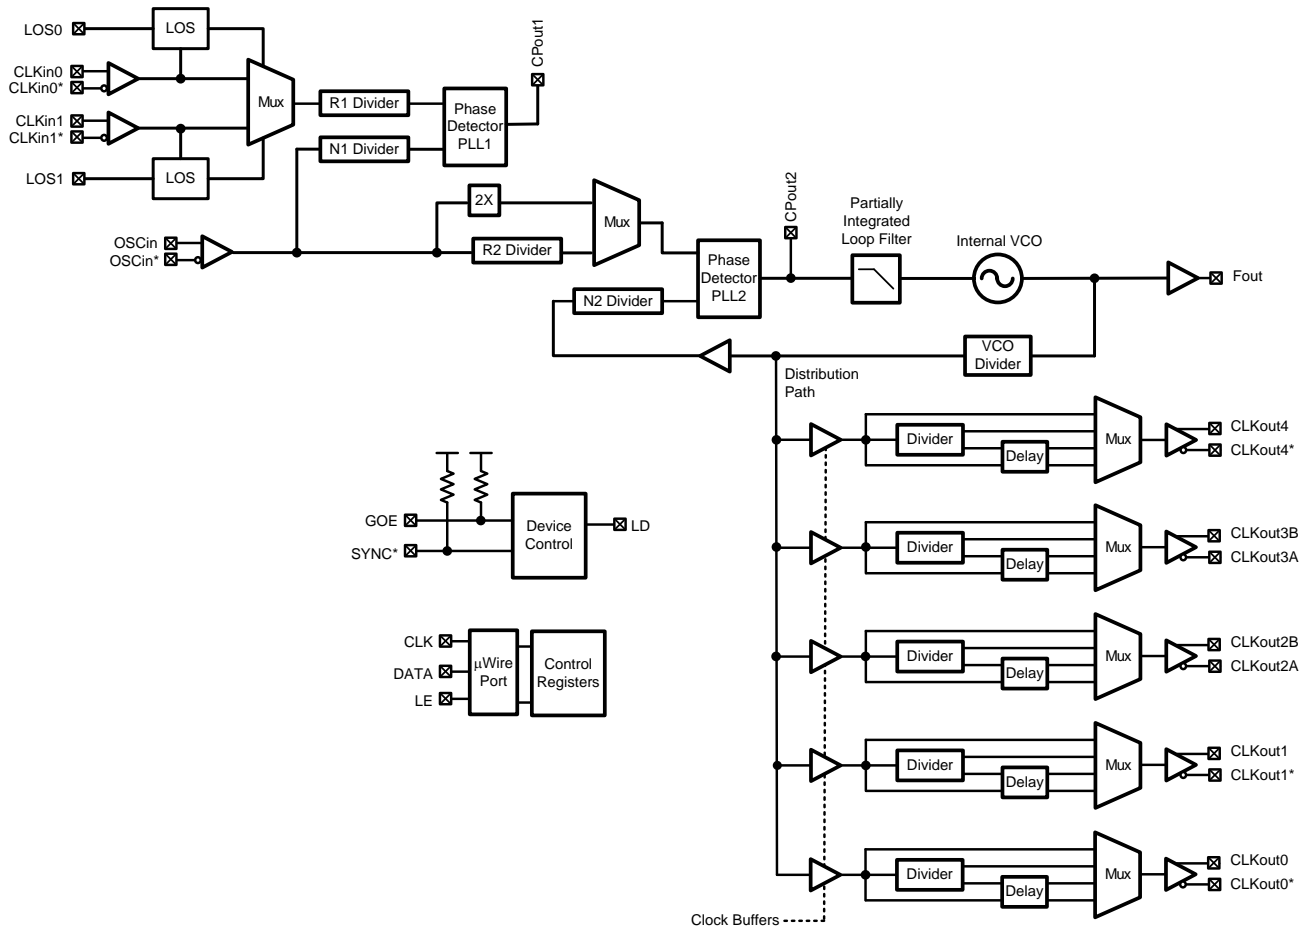 LOS0
LOS
CLKin0
CLKin0*
Mux
CLKin1
CLKin1*
LOS1
LOS
R1 Divider
N1 Divider
Phase
Detector
PLL1
CPout1
OSCin
OSCin*
2X
R2 Divider
Mux
N2 Divider
Phase
Detector
PLL2
CPout2
Partially
Integrated
Loop Filter
Internal VCO
Fout
VCO
Divider
Distribution
Path
Divider
Delay
Mux
CLKout4
CLKout4*
GOE
SYNC*
Device
Control
LD
Divider
Delay
Mux
CLKout3B
CLKout3A
CLK
DATA
LE
µWire
Port
Control
Registers
Divider
Delay
Mux
CLKout2B
CLKout2A
Divider
Delay
Mux
CLKout1
CLKout1*
Divider
Delay
Mux
CLKout0
CLKout0*
Clock Buffers